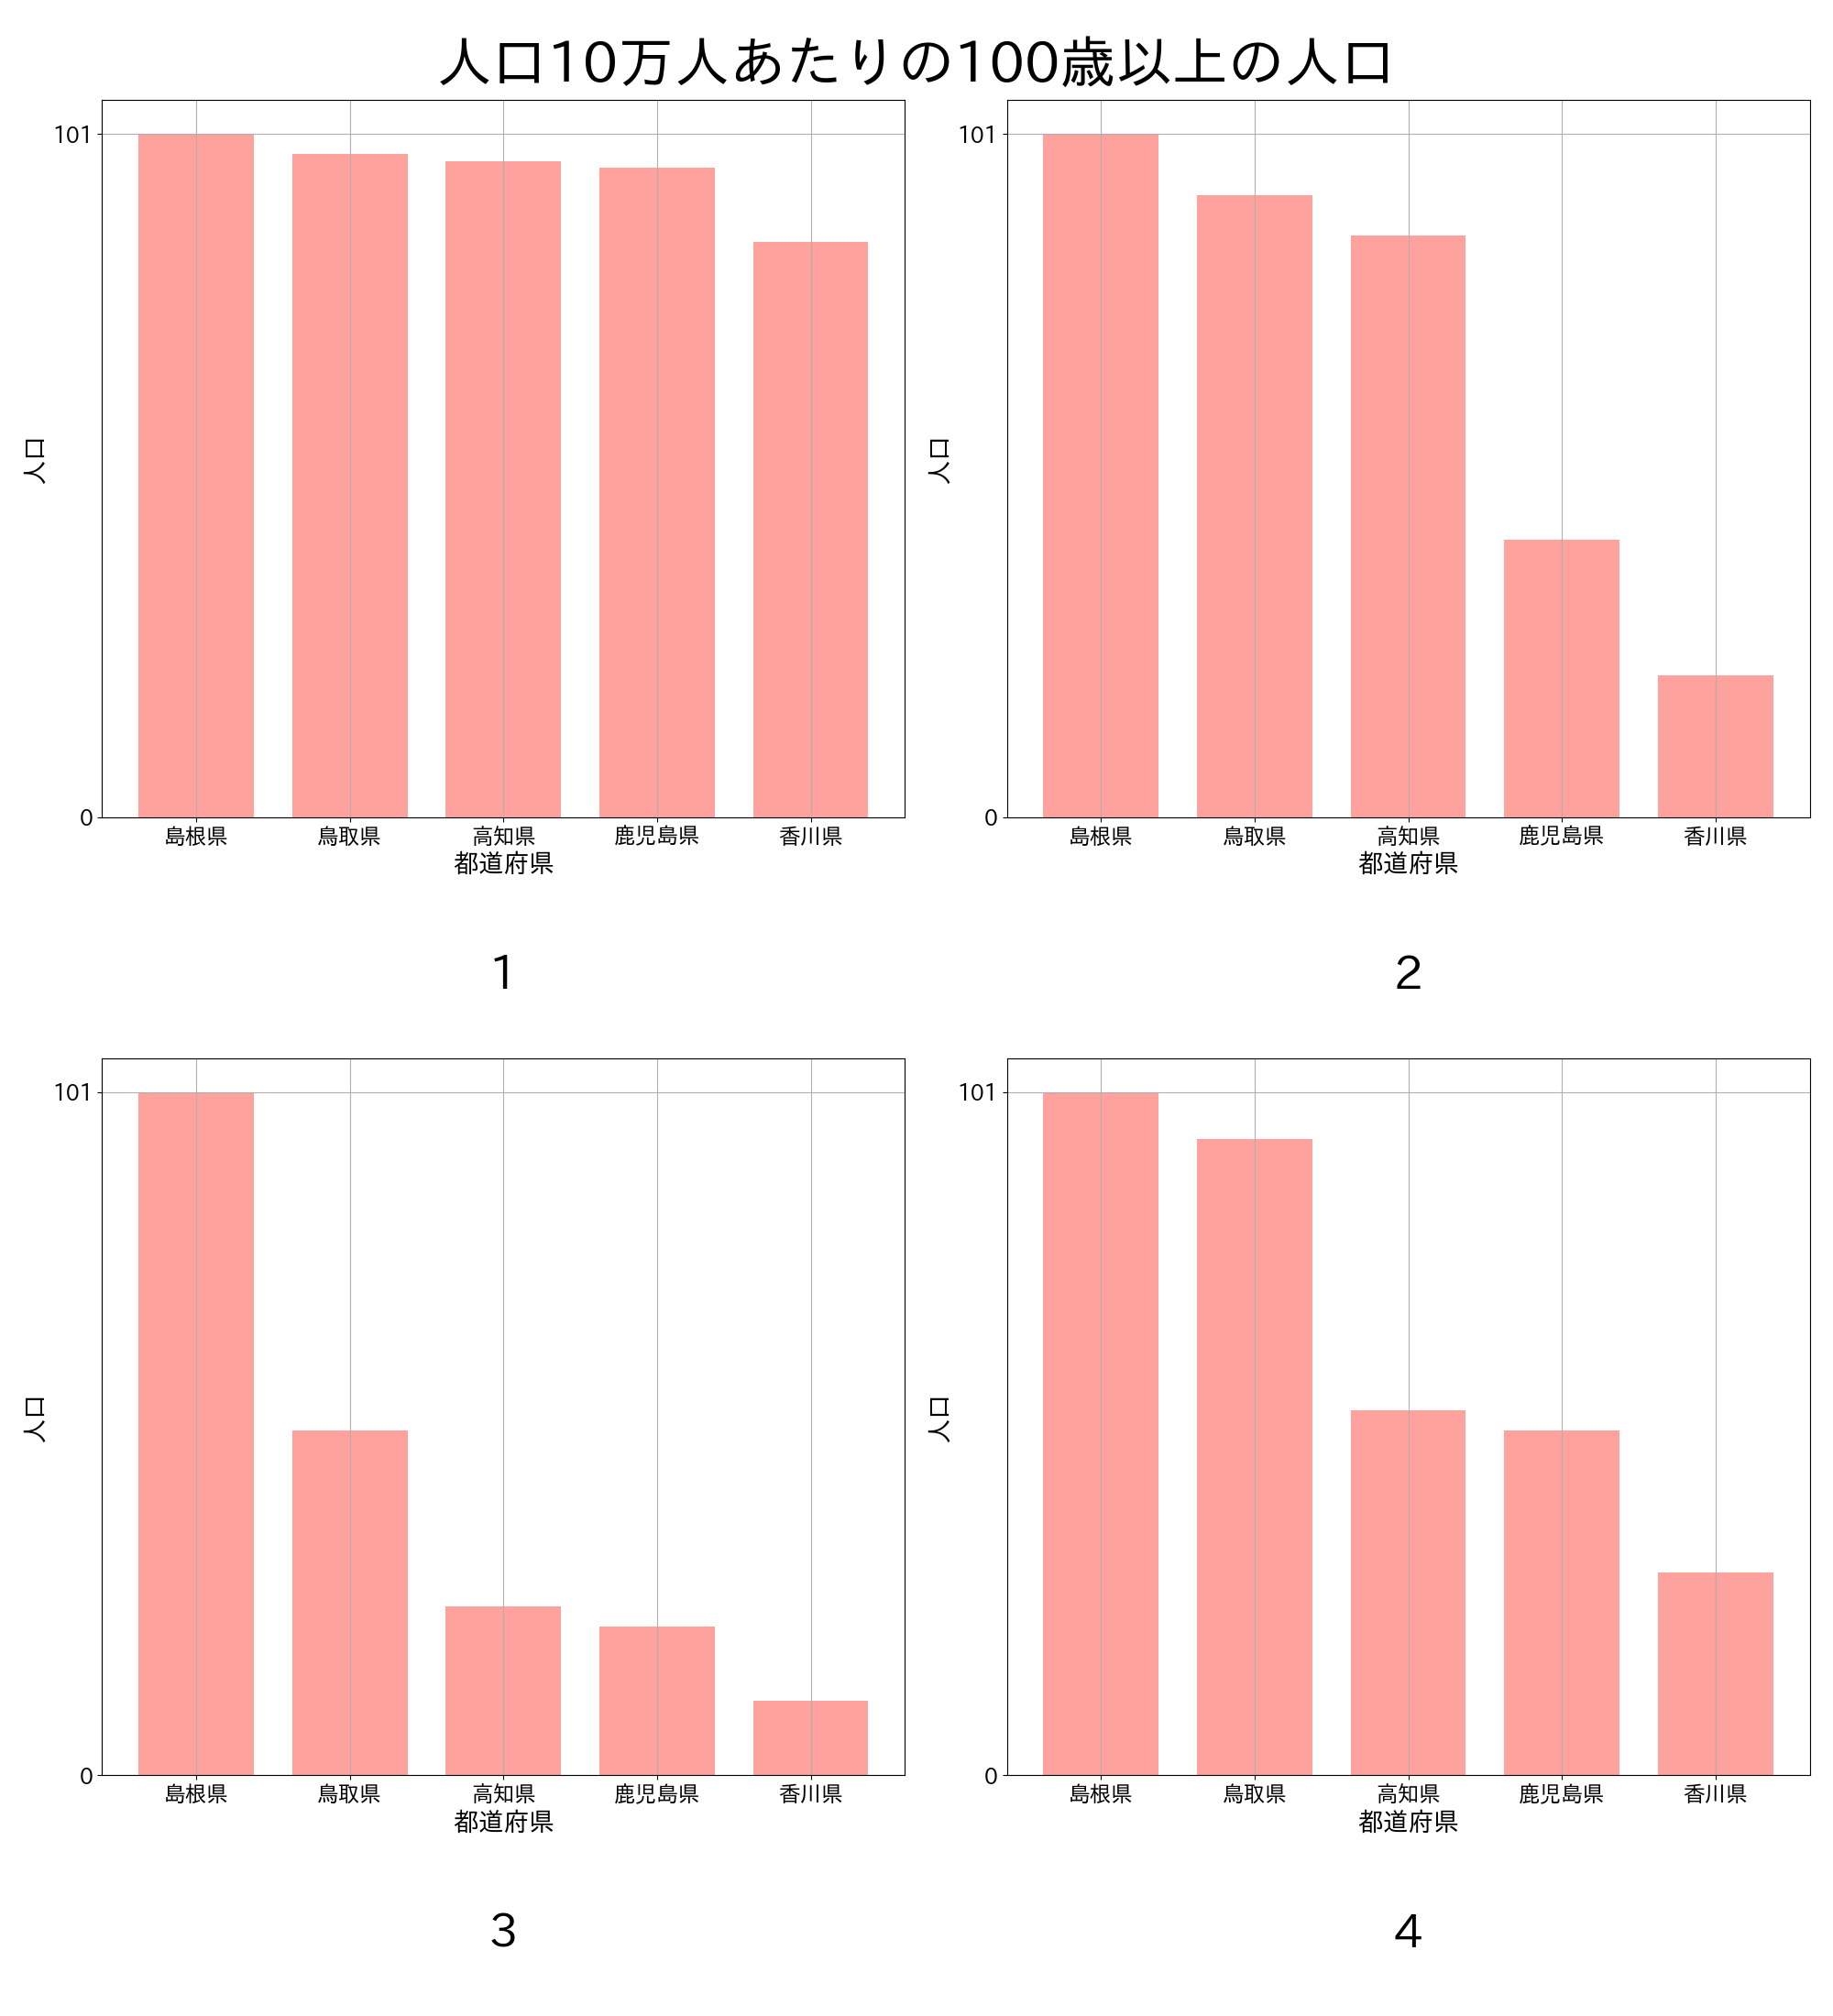 人口10万人あたりの100歳以上の人口
101
0
人口
島根県 鳥取県 高知県 鹿児島県 香川県
都道府県
1
101
0
人口
島根県 鳥取県 高知県 鹿児島県 香川県
都道府県
2
101
0
人口
島根県 鳥取県 高知県 鹿児島県 香川県
都道府県
3
101
0
人口
島根県 鳥取県 高知県 鹿児島県 香川県
都道府県
4